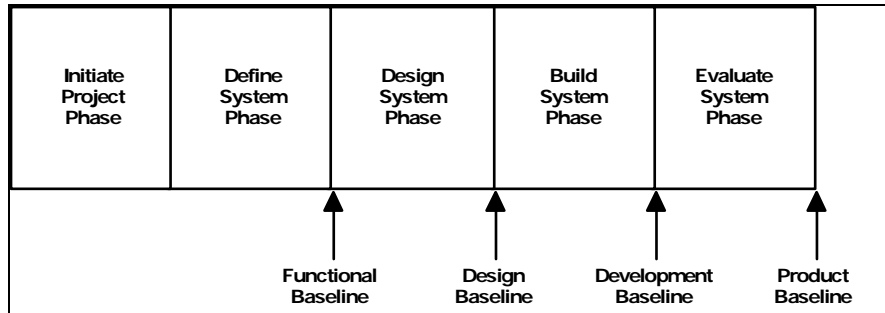 Initiate
Project
Phase
Define
System
Phase
Design
System
Phase
Build
System
Phase
Evaluate
System
Phase
Functional
Baseline
Design
Baseline
Development
Baseline
Product
Baseline